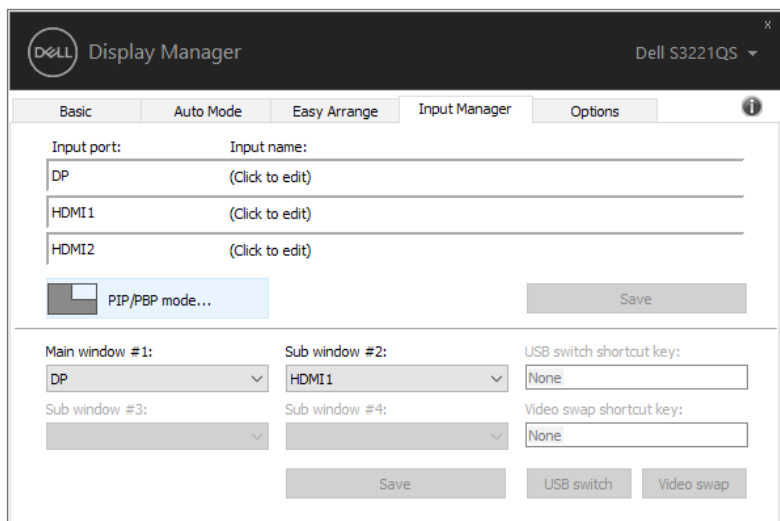 x
DELL Display Manager Dell S3221QS
Basic Auto Mode Easy Arrange Input Manager Options i
Input port: Input name:
DP (Click to edit)
HDMI1 (Click to edit)
HDMI2 (Click to edit)
PIP/PBP mode... Save
Main window #1: Sub window #2: USB switch shortcut key:
DP HDMI1 None
Sub window #3: Sub window #4: Video swap shortcut key:
None
Save USB switch Video swap